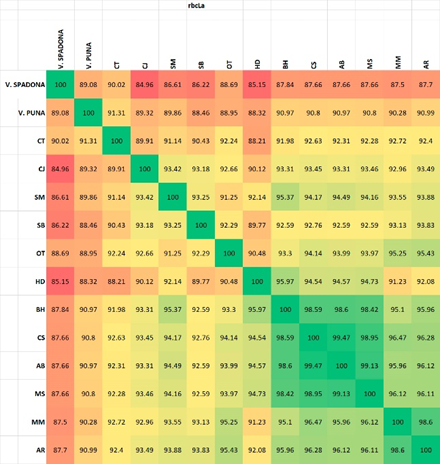 rbcLa
V. SPADONA V. PUNA CT CJ SM SB OT HD BH CS AB MS MM AR
V. SPADONA 100 89.08 90.02 84.96 86.61 86.22 88.69 85.15 87.84 87.66 87.66 87.66 87.5 87.7
V. PUNA 89.08 100 91.31 89.32 89.86 88.46 88.95 88.32 90.97 90.8 90.97 90.8 90.28 90.99
CT 90.02 91.31 100 89.91 91.14 90.43 92.24 88.21 91.98 92.63 92.31 92.28 92.72 92.4
CJ 84.96 89.32 89.91 100 93.42 93.18 92.66 90.12 93.31 93.45 93.31 93.46 92.96 93.49
SM 86.61 89.86 91.14 93.42 100 93.25 91.25 92.14 95.37 94.17 94.49 94.16 93.55 93.88
SB 86.22 88.46 90.43 93.18 93.25 100 92.29 89.77 92.59 92.76 92.59 92.59 93.13 93.83
OT 88.69 88.95 92.24 92.66 91.25 92.29 100 90.48 93.3 94.14 93.99 93.97 95.25 95.43
HD 85.15 88.32 88.21 90.12 92.14 89.77 90.48 100 95.97 94.54 94.57 94.73 91.23 92.08
BH 87.84 90.97 91.98 93.31 95.37 92.59 93.3 95.97 100 98.59 98.6 98.42 95.1 95.96
CS 87.66 90.8 92.63 93.45 94.17 92.76 94.14 94.54 98.59 100 99.47 98.95 96.47 96.28
AB 87.66 90.97 92.31 93.31 94.49 92.59 93.99 94.57 98.6 99.47 100 99.13 95.96 96.12
MS 87.66 90.8 92.28 93.46 94.16 92.59 93.97 94.73 98.42 98.95 99.13 100 96.12 96.11
MM 87.5 90.28 92.72 92.96 93.55 93.13 95.25 91.23 95.1 96.47 95.96 96.12 100 98.6
AR 87.7 90.99 92.4 93.49 93.88 93.83 95.43 92.08 95.96 96.28 96.12 96.11 98.6 100